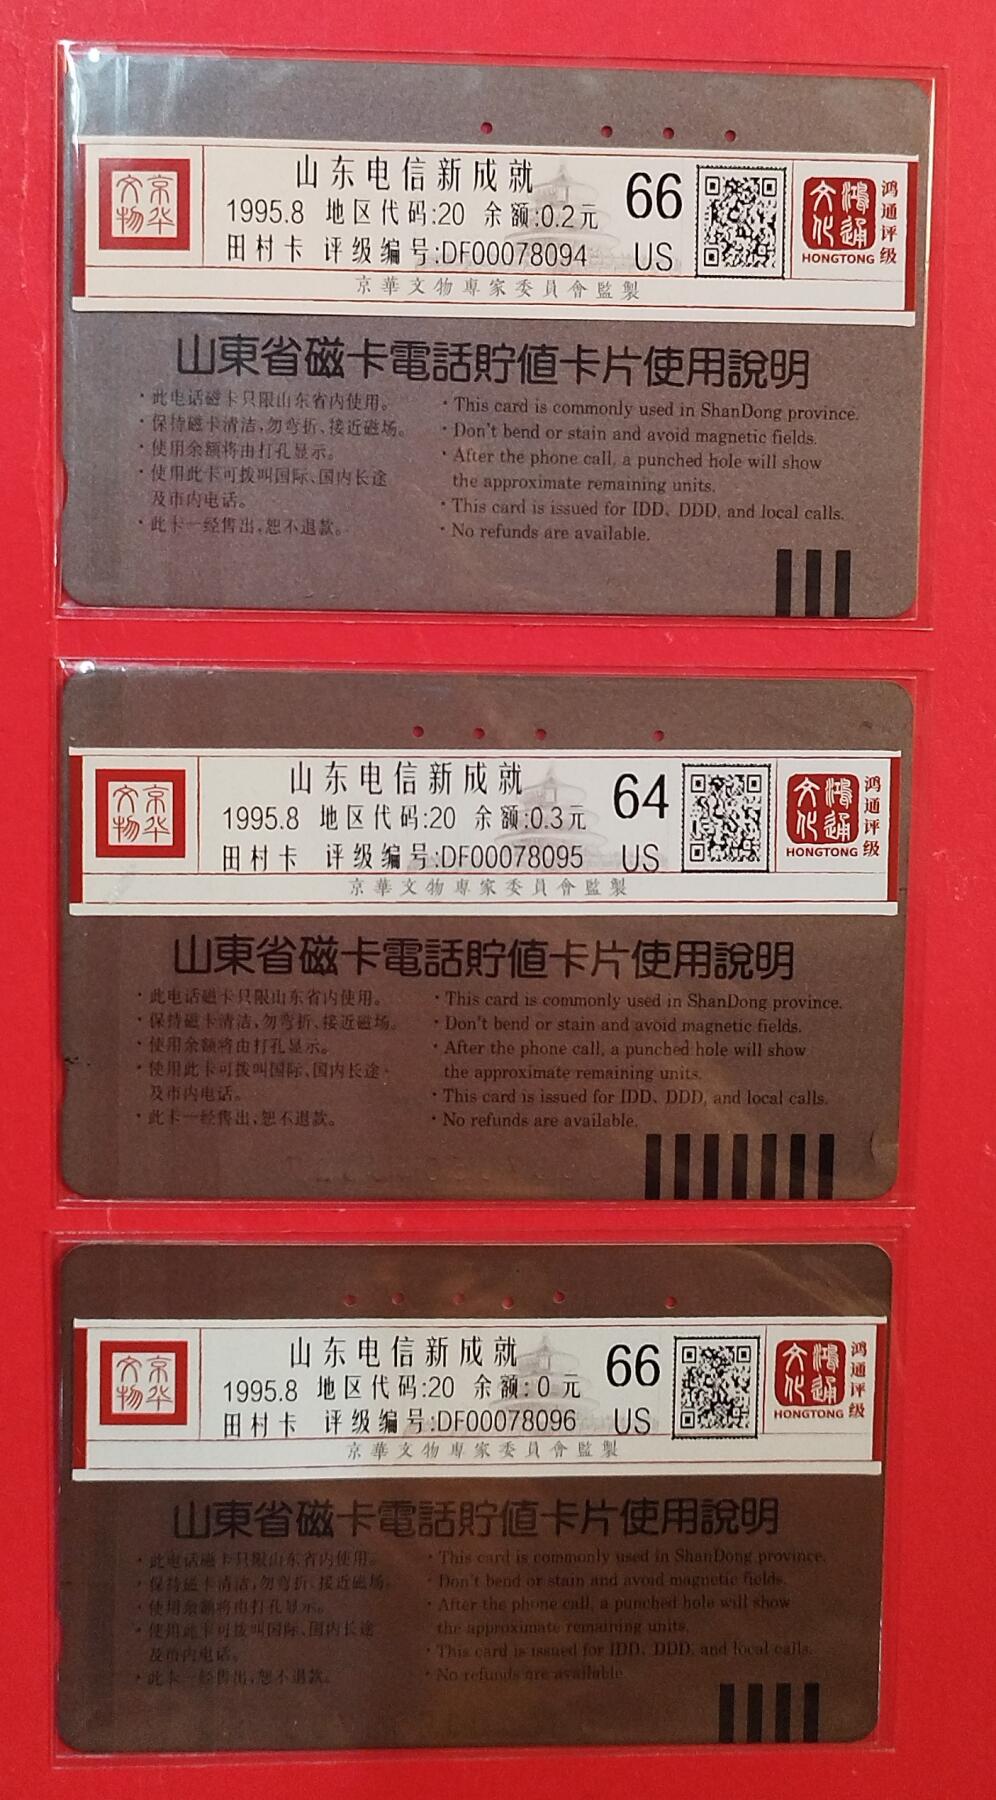 山东电信新成就
1995.8 地区代码:20 余额:0.2元
田村卡 评级编号:DF00078094
66
US
京華文物專家委員會監製
京华文物
鸿通文化
HONGTONG
鸿通评级
山東省磁卡電話貯値卡片使用說明
·此电话磁卡只限山东省内使用。
·保持磁卡清洁,勿弯折、接近磁场。
·使用余额将由打孔显示。
·使用此卡可拨叫国际、国内长途
及市内电话。
·此卡一经售出,恕不退款。
·This card is commonly used in ShanDong province.
·Don't bend or stain and avoid magnetic fields.
·After the phone call, a punched hole will show
the approximate remaining units.
·This card is issued for IDD、DDD, and local calls.
·No refunds are available.
山东电信新成就
1995.8 地区代码:20 余额:0.3元
田村卡 评级编号:DF00078095
64
US
京華文物專家委員會監製
京华文物
鸿通文化
HONGTONG
鸿通评级
山東省磁卡電話貯値卡片使用說明
·此电话磁卡只限山东省内使用。
·保持磁卡清洁,勿弯折、接近磁场。
·使用余额将由打孔显示。
·使用此卡可拨叫国际、国内长途
及市内电话。
·此卡一经售出,恕不退款。
·This card is commonly used in ShanDong province.
·Don't bend or stain and avoid magnetic fields.
·After the phone call, a punched hole will show
the approximate remaining units.
·This card is issued for IDD、DDD, and local calls.
·No refunds are available.
山东电信新成就
1995.8 地区代码:20 余额:0 元
田村卡 评级编号:DF00078096
66
US
京華文物專家委員會監製
京华文物
鸿通文化
HONGTONG
鸿通评级
山東省磁卡電話貯値卡片使用說明
·此电话磁卡只限山东省内使用。
·保持磁卡清洁,勿弯折、接近磁场。
·使用余额将由打孔显示。
·使用此卡可拨叫国际、国内长途
及市内电话。
·此卡一经售出,恕不退款。
·This card is commonly used in ShanDong province.
·Don't bend or stain and avoid magnetic fields.
·After the phone call, a punched hole will show
the approximate remaining units.
·This card is issued for IDD、DDD, and local calls.
·No refunds are available.